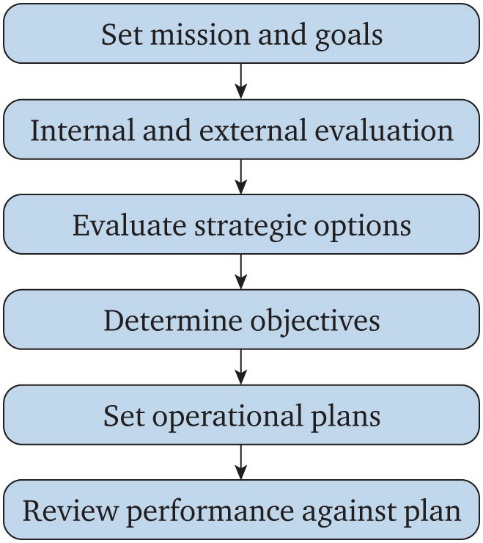 Set mission and goals
Internal and external evaluation
Evaluate strategic options
Determine objectives
Set operational plans
Review performance against plan